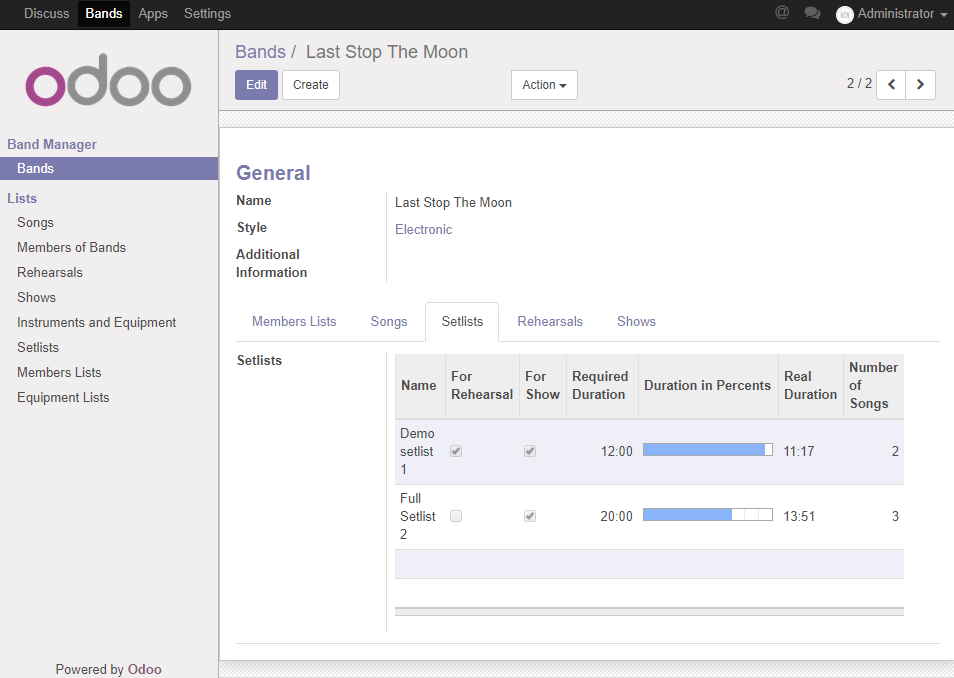 Discuss Bands Apps Settings @ Administrator
odoo
Band Manager
Bands
Lists
Songs
Members of Bands
Rehearsals
Shows
Instruments and Equipment
Setlists
Members Lists
Equipment Lists
Powered by Odoo
Bands / Last Stop The Moon
Edit Create Action 2 / 2
General
Name Last Stop The Moon
Style Electronic
Additional
Information
Members Lists Songs Setlists Rehearsals Shows
Setlists
Name For Rehearsal For Show Required Duration Duration in Percents Real Duration Number of Songs
Demo setlist 1 12:00 11:17 2
Full Setlist 2 20:00 13:51 3